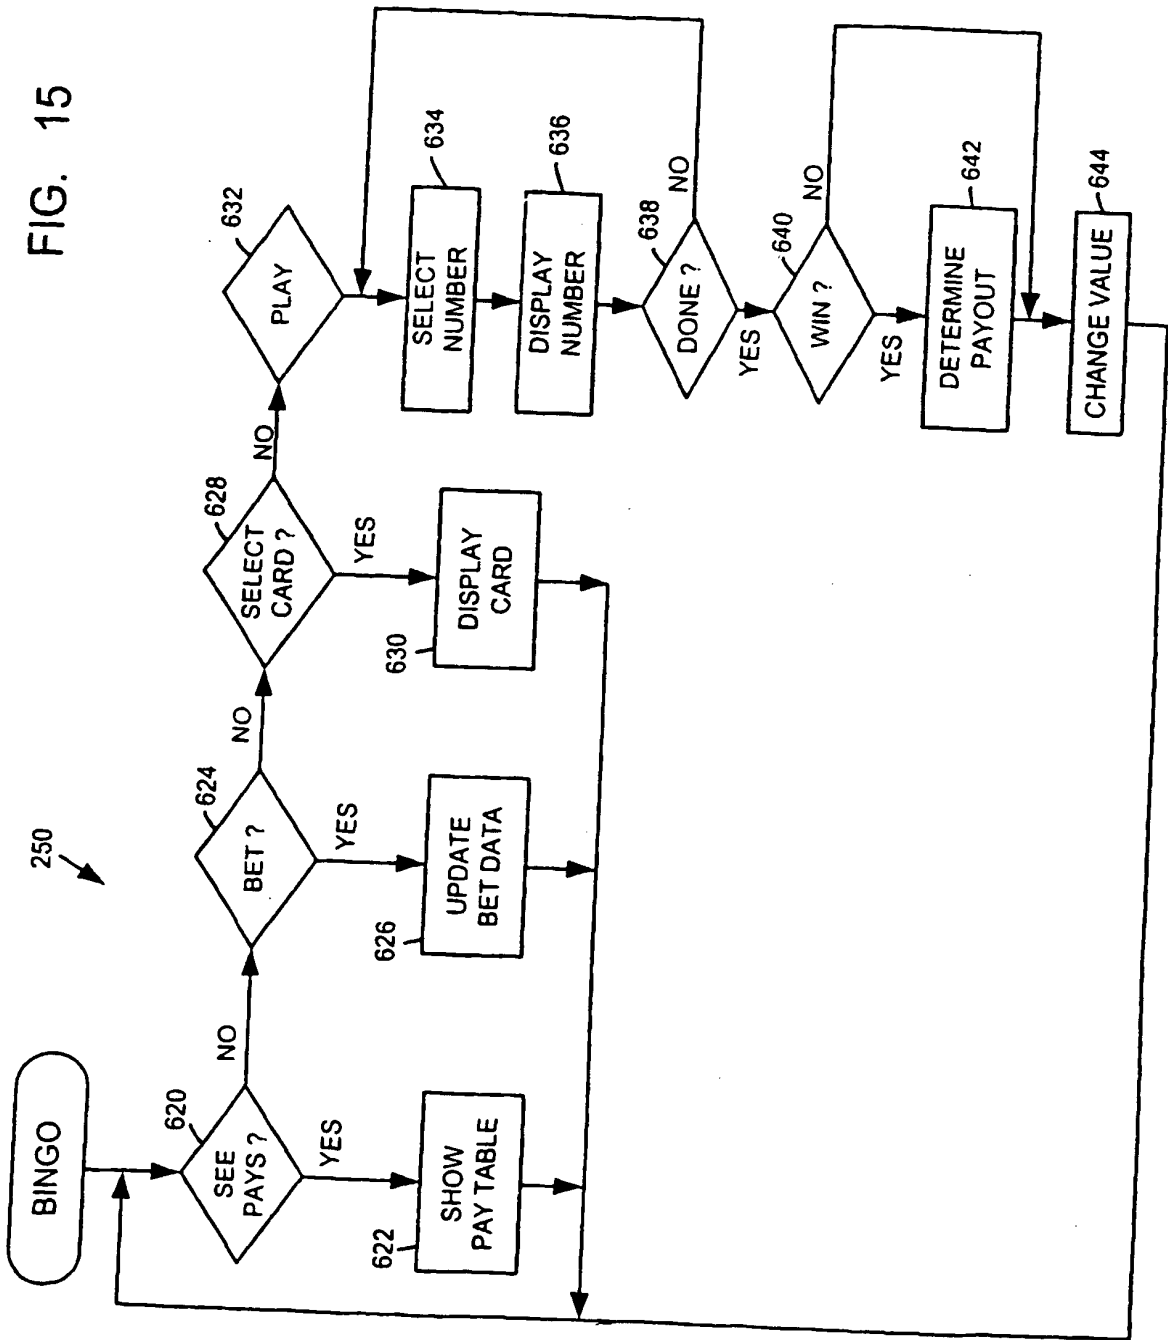 FIG. 15
250
BINGO
620
SEE
PAYS ?
NO
YES
622
SHOW
PAY TABLE
624
BET ?
NO
YES
626
UPDATE
BET DATA
628
SELECT
CARD ?
NO
YES
630
DISPLAY
CARD
632
PLAY
634
SELECT
NUMBER
636
DISPLAY
NUMBER
638
DONE ?
NO
YES
640
WIN ?
NO
YES
642
DETERMINE
PAYOUT
644
CHANGE VALUE